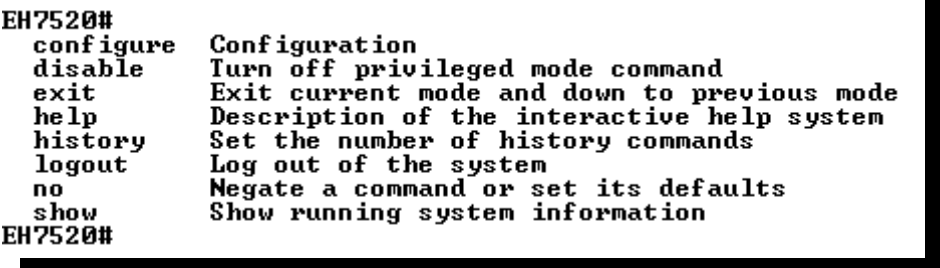 EH7520#
configure Configuration
disable Turn off privileged mode command
exit Exit current mode and down to previous mode
help Description of the interactive help system
history Set the number of history commands
logout Log out of the system
no Negate a command or set its defaults
show Show running system information
EH7520#